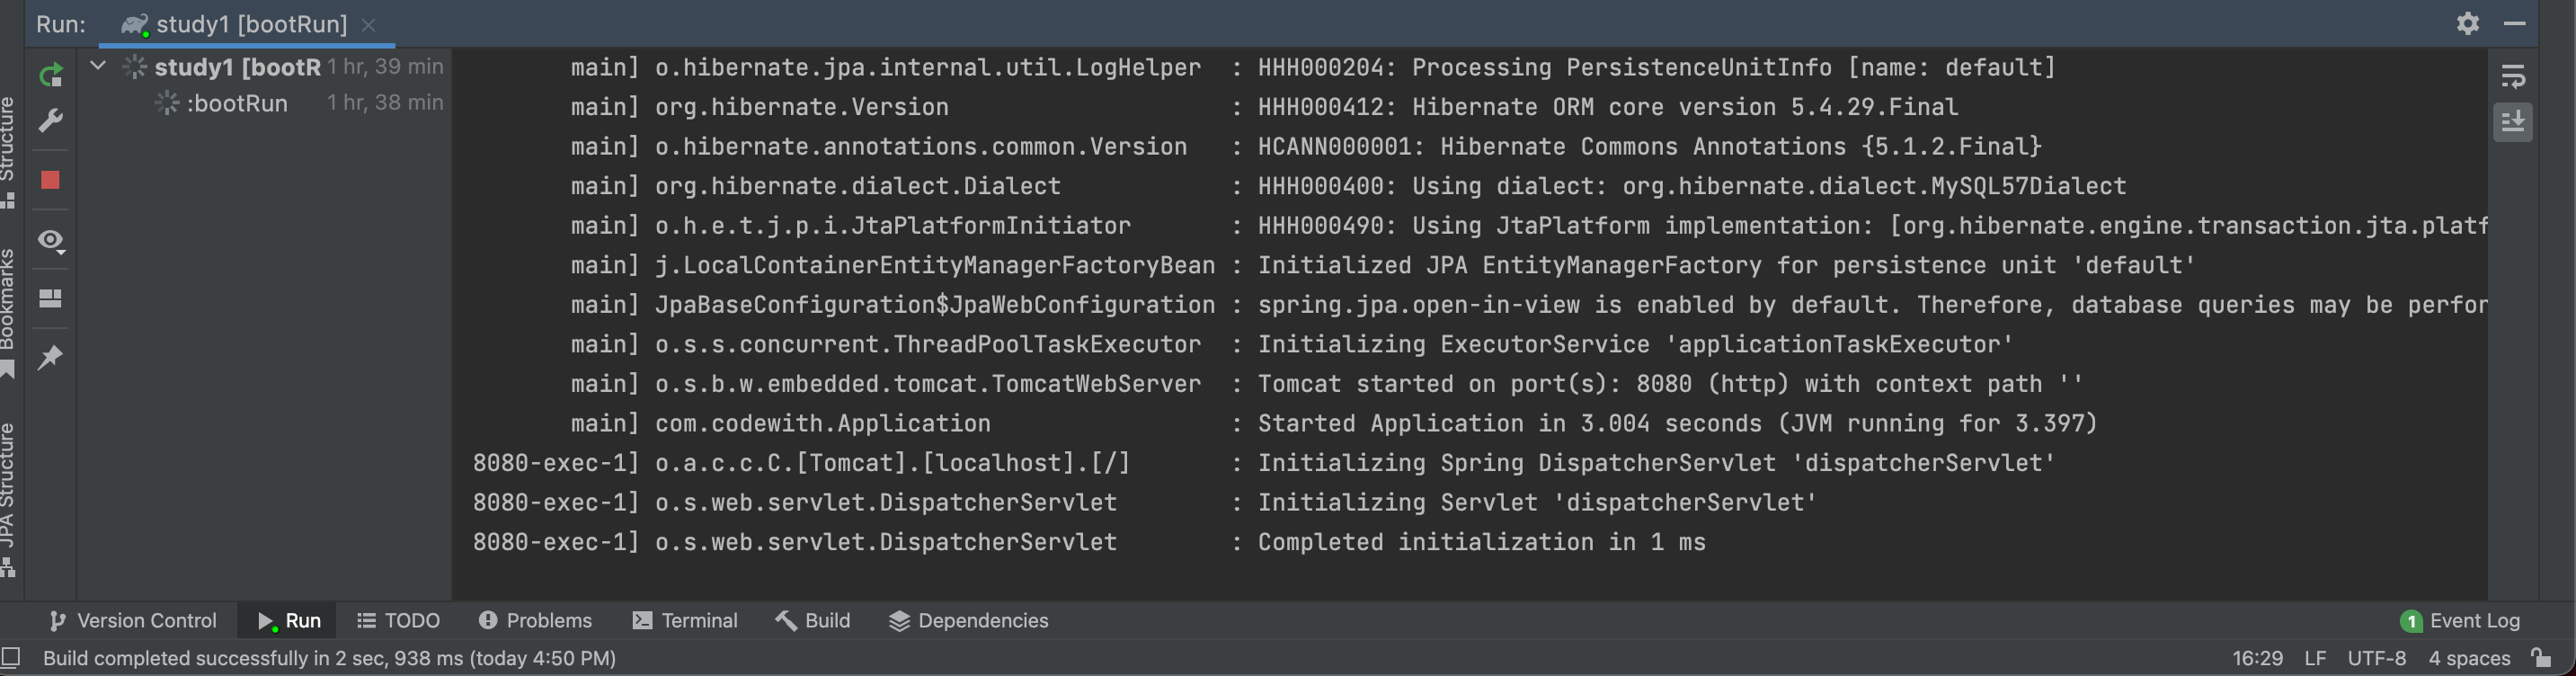 Run: study1 [bootRun]
study1 [bootR 1 hr, 39 min
:bootRun 1 hr, 38 min
main] o.hibernate.jpa.internal.util.LogHelper : HHH000204: Processing PersistenceUnitInfo [name: default]
main] org.hibernate.Version : HHH000412: Hibernate ORM core version 5.4.29.Final
main] o.hibernate.annotations.common.Version : HCANN000001: Hibernate Commons Annotations {5.1.2.Final}
main] org.hibernate.dialect.Dialect : HHH000400: Using dialect: org.hibernate.dialect.MySQL57Dialect
main] o.h.e.t.j.p.i.JtaPlatformInitiator : HHH000490: Using JtaPlatform implementation: [org.hibernate.engine.transaction.jta.platf
main] j.LocalContainerEntityManagerFactoryBean : Initialized JPA EntityManagerFactory for persistence unit 'default'
main] JpaBaseConfiguration$JpaWebConfiguration : spring.jpa.open-in-view is enabled by default. Therefore, database queries may be perfor
main] o.s.s.concurrent.ThreadPoolTaskExecutor : Initializing ExecutorService 'applicationTaskExecutor'
main] o.s.b.w.embedded.tomcat.TomcatWebServer : Tomcat started on port(s): 8080 (http) with context path ''
main] com.codewith.Application : Started Application in 3.004 seconds (JVM running for 3.397)
8080-exec-1] o.a.c.c.C.[Tomcat].[localhost].[/] : Initializing Spring DispatcherServlet 'dispatcherServlet'
8080-exec-1] o.s.web.servlet.DispatcherServlet : Initializing Servlet 'dispatcherServlet'
8080-exec-1] o.s.web.servlet.DispatcherServlet : Completed initialization in 1 ms
Structure
Bookmarks
JPA Structure
Version Control Run TODO Problems Terminal Build Dependencies 1 Event Log
Build completed successfully in 2 sec, 938 ms (today 4:50 PM) 16:29 LF UTF-8 4 spaces